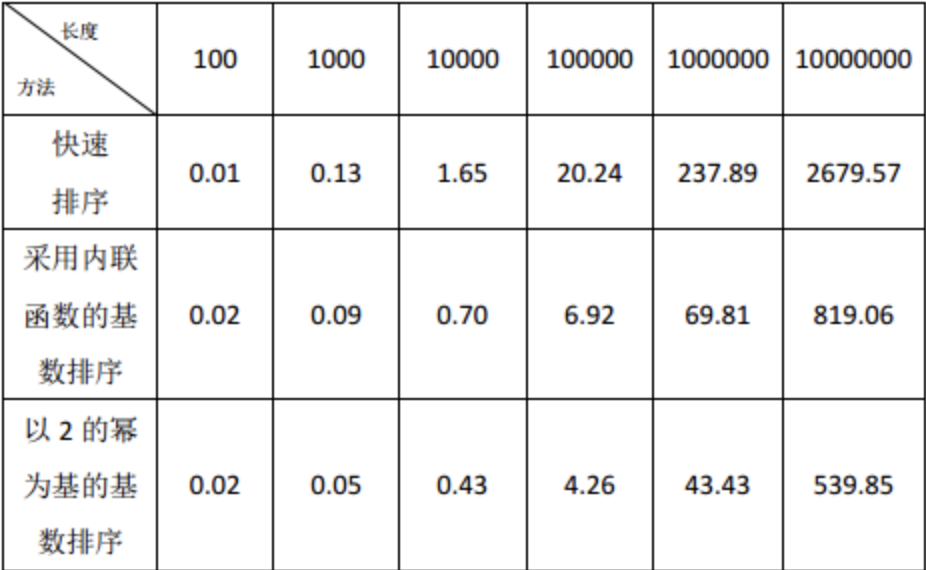 长度
方法
100 1000 10000 100000 1000000 10000000
快速
排序
0.01 0.13 1.65 20.24 237.89 2679.57
采用内联
函数的基
数排序
0.02 0.09 0.70 6.92 69.81 819.06
以 2 的幂
为基的基
数排序
0.02 0.05 0.43 4.26 43.43 539.85